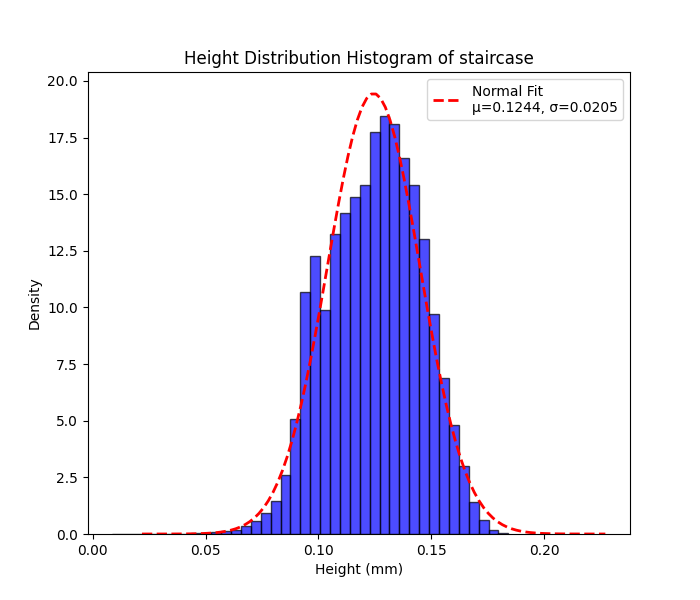 Height Distribution Histogram of staircase
Normal Fit
μ=0.1244, σ=0.0205
Density
20.0
17.5
15.0
12.5
10.0
7.5
5.0
2.5
0.0
0.00 0.05 0.10 0.15 0.20
Height (mm)